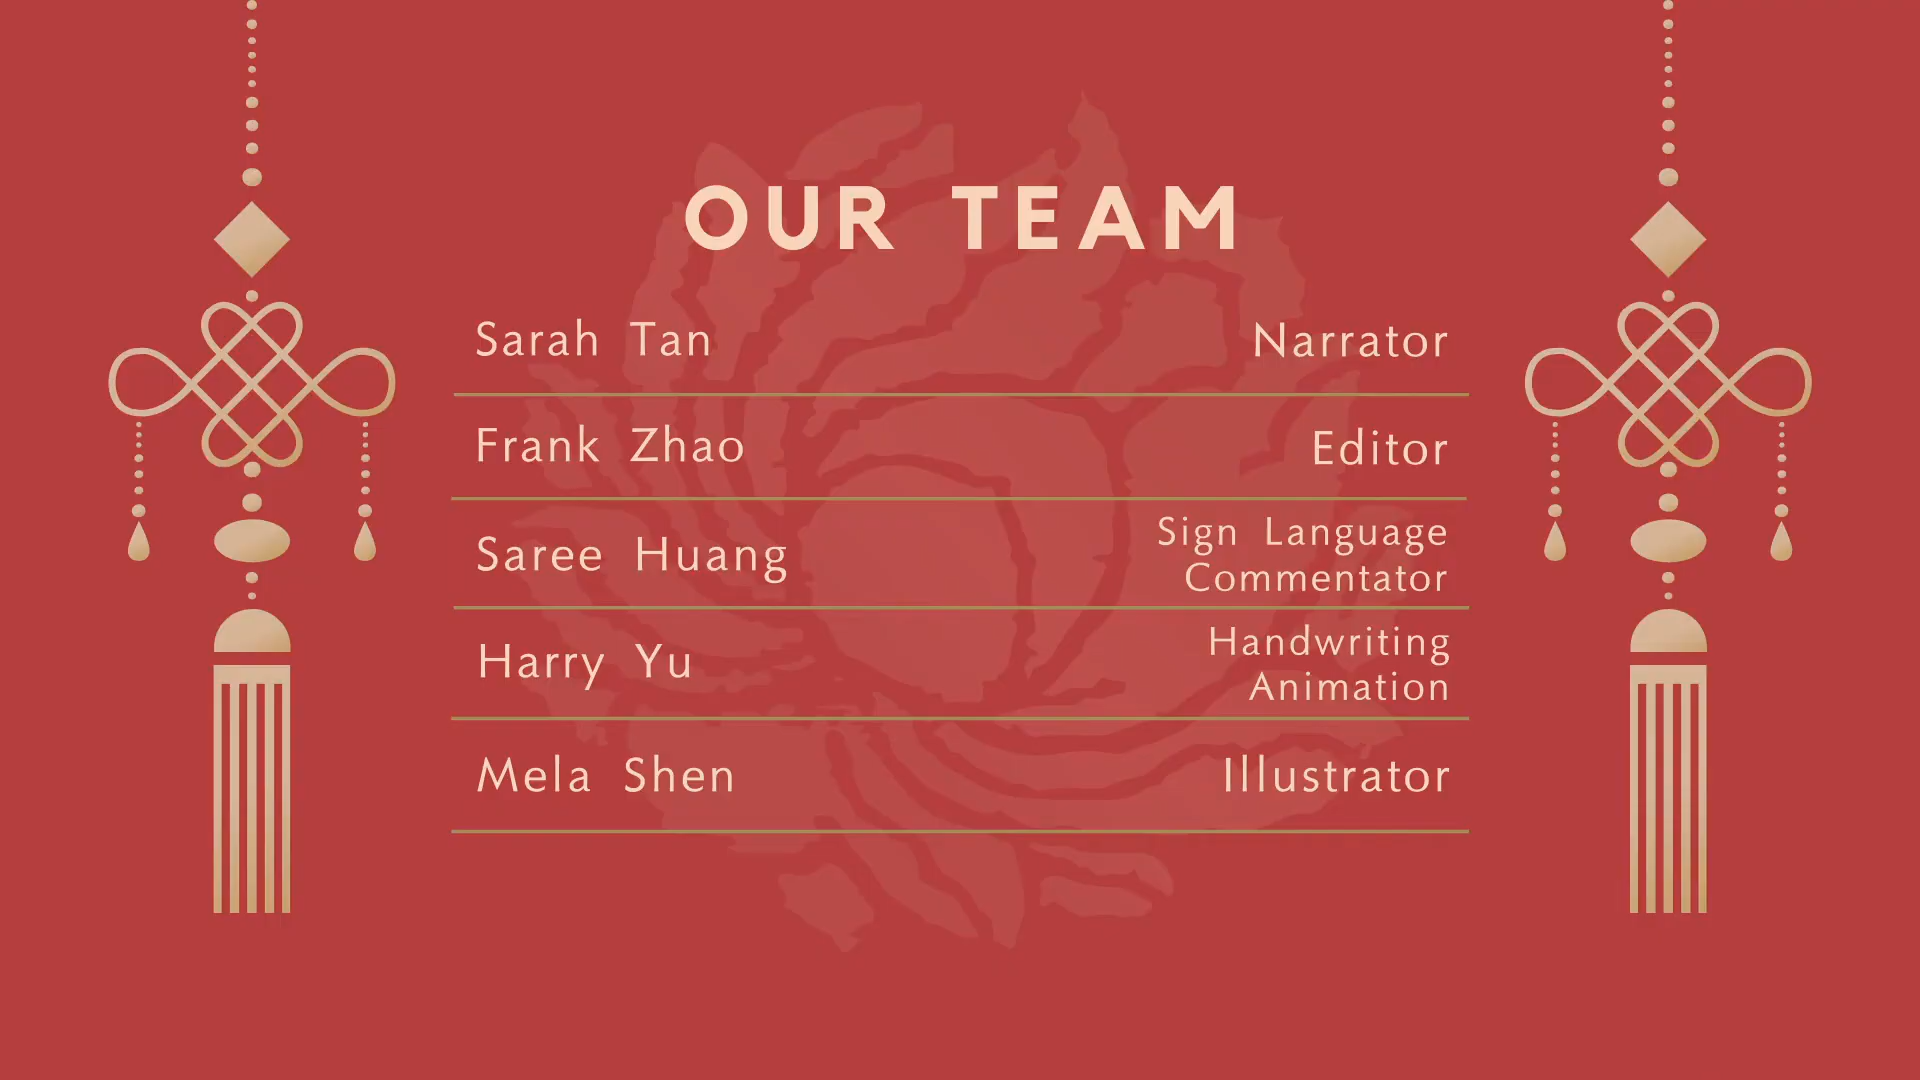 OUR TEAM
Sarah Tan Narrator
Frank Zhao Editor
Saree Huang Sign Language
Commentator
Harry Yu Handwriting
Animation
Mela Shen Illustrator